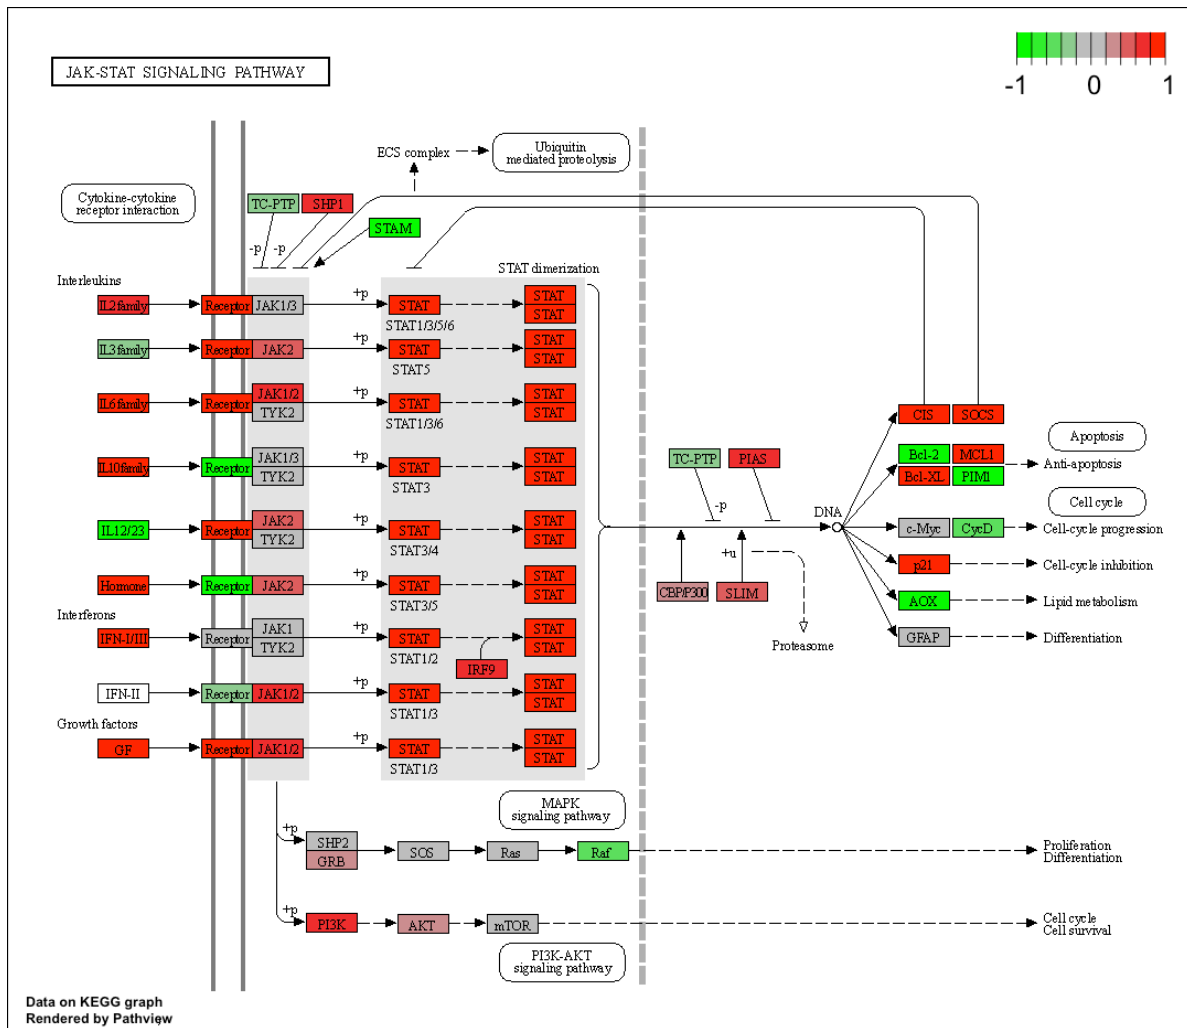 JAK-STAT SIGNALING PATHWAY
-1 0 1
ECS complex
Ubiquitin
mediated proteolysis
Cytokine-cytokine
receptor interaction
TC-PTP SHP1
STAM
-p -p
STAT dimerization
Interleukins
IL2family Receptor JAK1/3 +p STAT STAT
STAT
STAT1/3/5/6
IL3family Receptor JAK2 +p STAT STAT
STAT
STAT5
IL6family Receptor JAK1/2 +p STAT STAT
TYK2 STAT
STAT1/3/6
IL10family Receptor JAK1/3 +p STAT STAT
TYK2 STAT
STAT3
IL12/23 Receptor JAK2 +p STAT STAT
TYK2 STAT
STAT3/4
Hormone Receptor JAK2 +p STAT STAT
STAT
STAT3/5
Interferons
IFN-I/III Receptor JAK1 +p STAT STAT
TYK2 STAT
STAT1/2
IRF9
IFN-II Receptor JAK1/2 +p STAT STAT
STAT
STAT1/3
Growth factors
GF Receptor JAK1/2 +p STAT STAT
STAT
STAT1/3
TC-PTP PIAS
-p
DNA
+u
CBP/P300 SLIM
Proteasome
CIS SOCS
Apoptosis
Bcl-2 MCL1
Bcl-XL PIM1
Anti-apoptosis
Cell cycle
c-Myc CycD Cell-cycle progression
p21 Cell-cycle inhibition
AOX Lipid metabolism
GFAP Differentiation
MAPK
signaling pathway
+p
SHP2
GRB
SOS Ras Raf
Proliferation
Differentiation
+p
PI3K AKT mTOR
Cell cycle
Cell survival
PI3K-AKT
signaling pathway
Data on KEGG graph
Rendered by Pathview